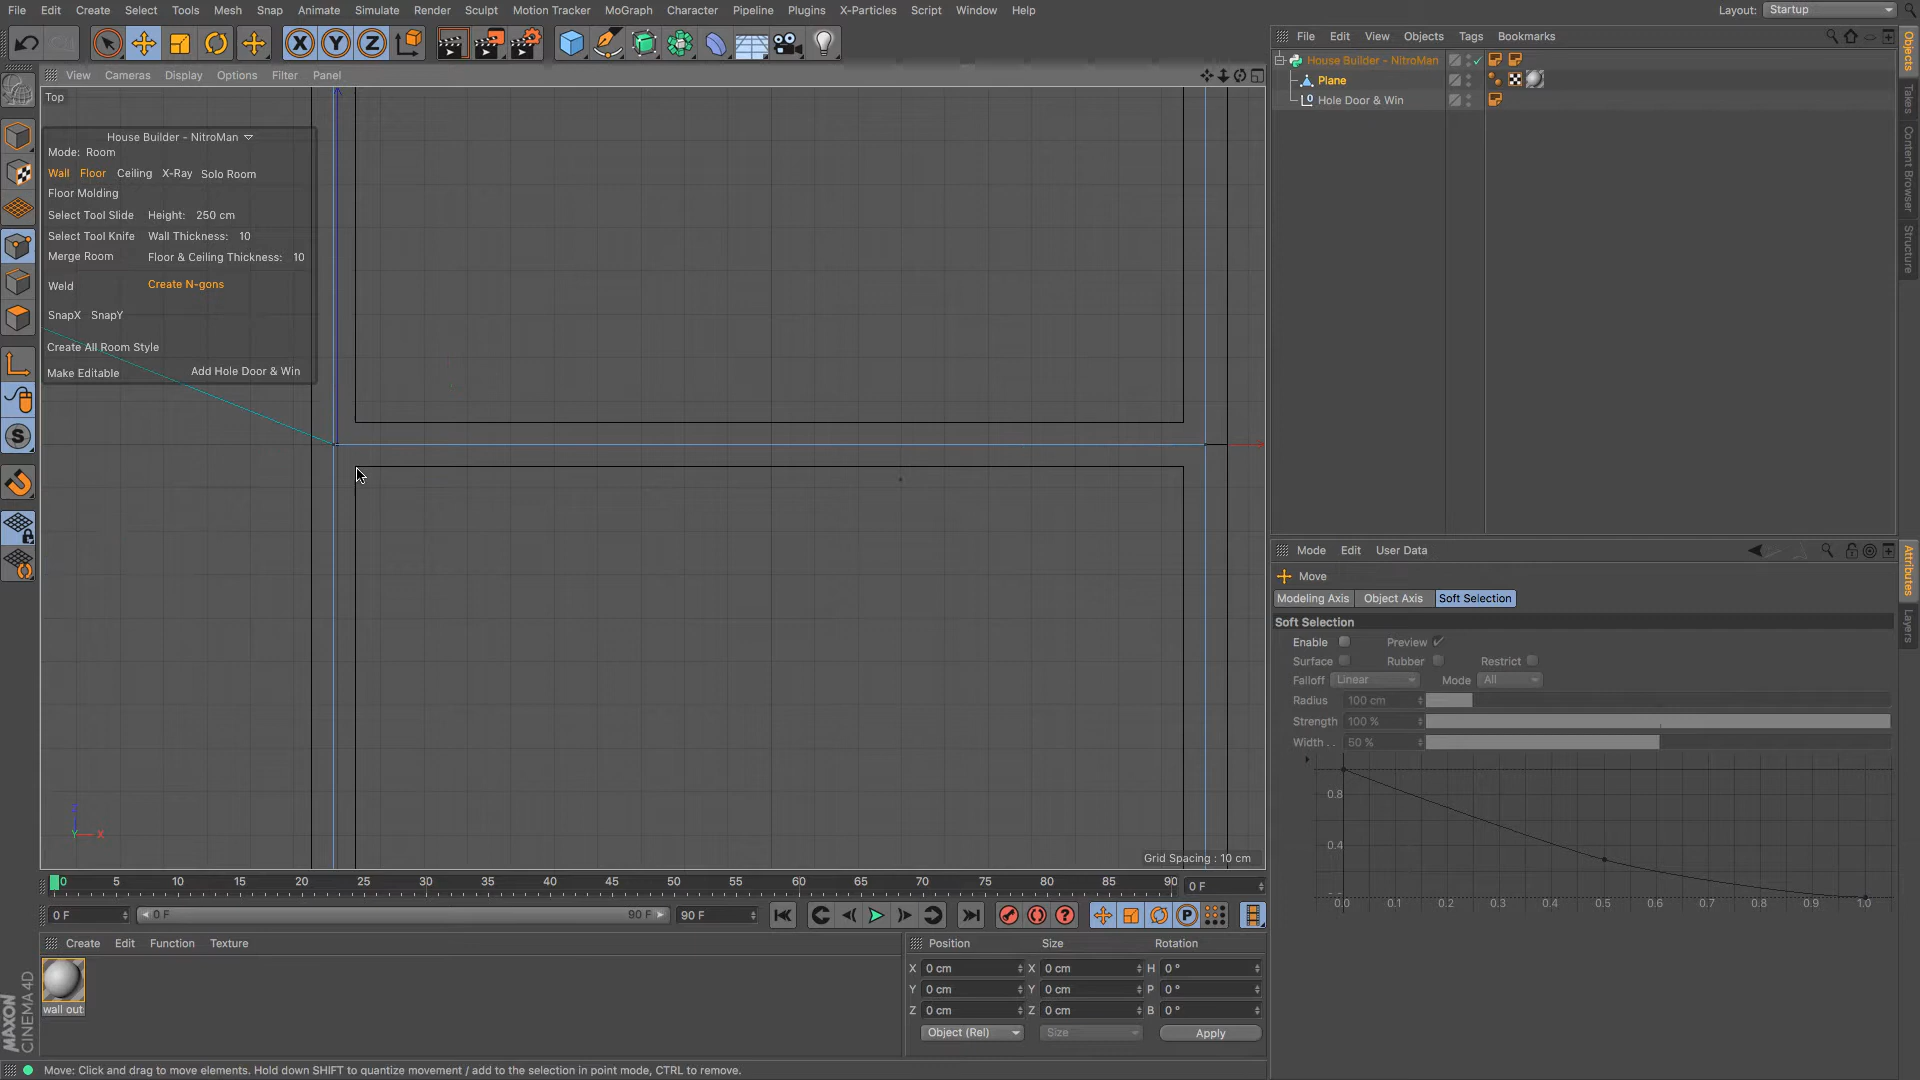 File Edit Create Select Tools Mesh Snap Animate Simulate Render Sculpt Motion Tracker MoGraph Character Pipeline Plugins X-Particles Script Window Help Layout: Startup
File Edit View Objects Tags Bookmarks
House Builder - NitroMan
Plane
0 Hole Door & Win
View Cameras Display Options Filter Panel
Top
House Builder - NitroMan
Mode: Room
Wall Floor Ceiling X-Ray Solo Room
Floor Molding
Select Tool Slide Height: 250 cm
Select Tool Knife Wall Thickness: 10
Merge Room Floor & Ceiling Thickness: 10
Weld Create N-gons
SnapX SnapY
Create All Room Style
Make Editable Add Hole Door & Win
Z
Y X
Grid Spacing : 10 cm
Objects
Takes
Content Browser
Structure
Mode Edit User Data
Move
Modeling Axis Object Axis Soft Selection
Soft Selection
Enable Preview
Surface Rubber Restrict
Falloff Linear Mode All
Radius 100 cm
Strength 100 %
Width . . 50 %
0.8
0.4
0.0 0.1 0.2 0.3 0.4 0.5 0.6 0.7 0.8 0.9 1.0
Attributes
Layers
0 5 10 15 20 25 30 35 40 45 50 55 60 65 70 75 80 85 90 0 F
0 F 0 F 90 F 90 F
Create Edit Function Texture
wall out
Position Size Rotation
X 0 cm X 0 cm H 0 °
Y 0 cm Y 0 cm P 0 °
Z 0 cm Z 0 cm B 0 °
Object (Rel) Size Apply
MAXON
CINEMA 4D
Move: Click and drag to move elements. Hold down SHIFT to quantize movement / add to the selection in point mode, CTRL to remove.